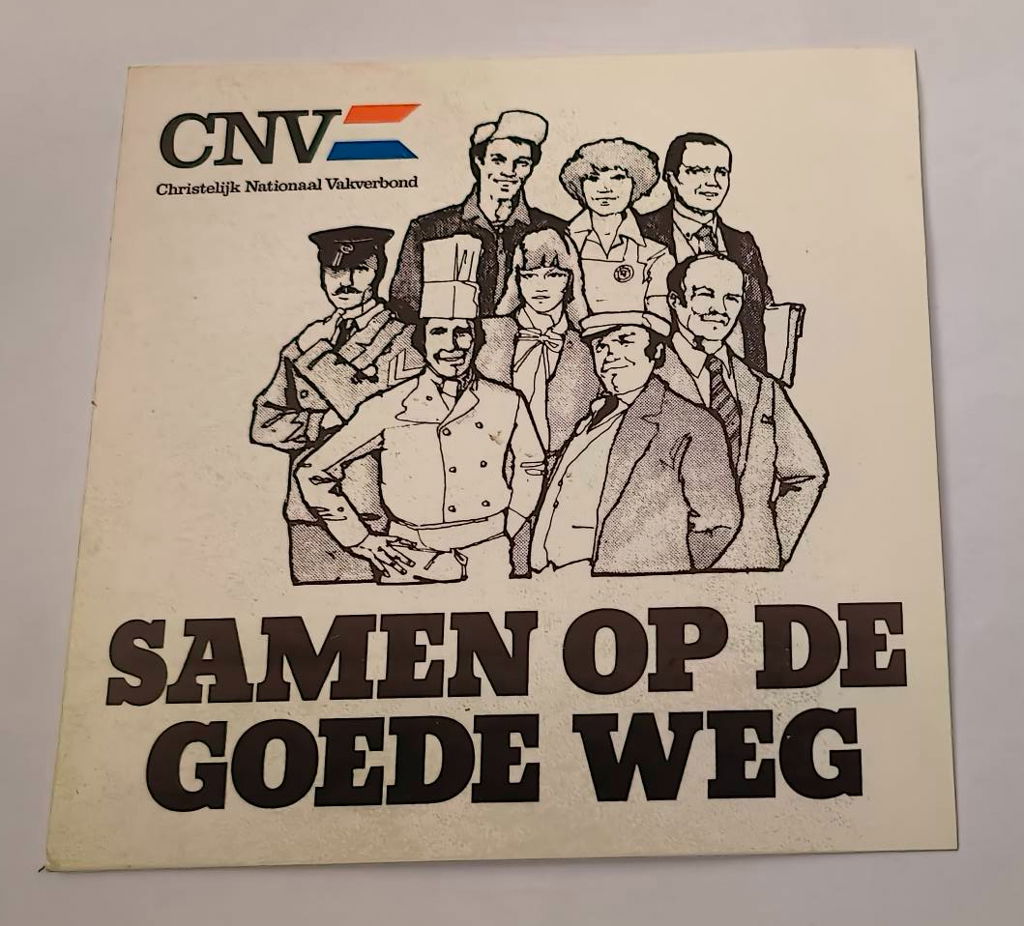 CNV
Christelijk Nationaal Vakverbond
SAMEN OP DE
GOEDE WEG